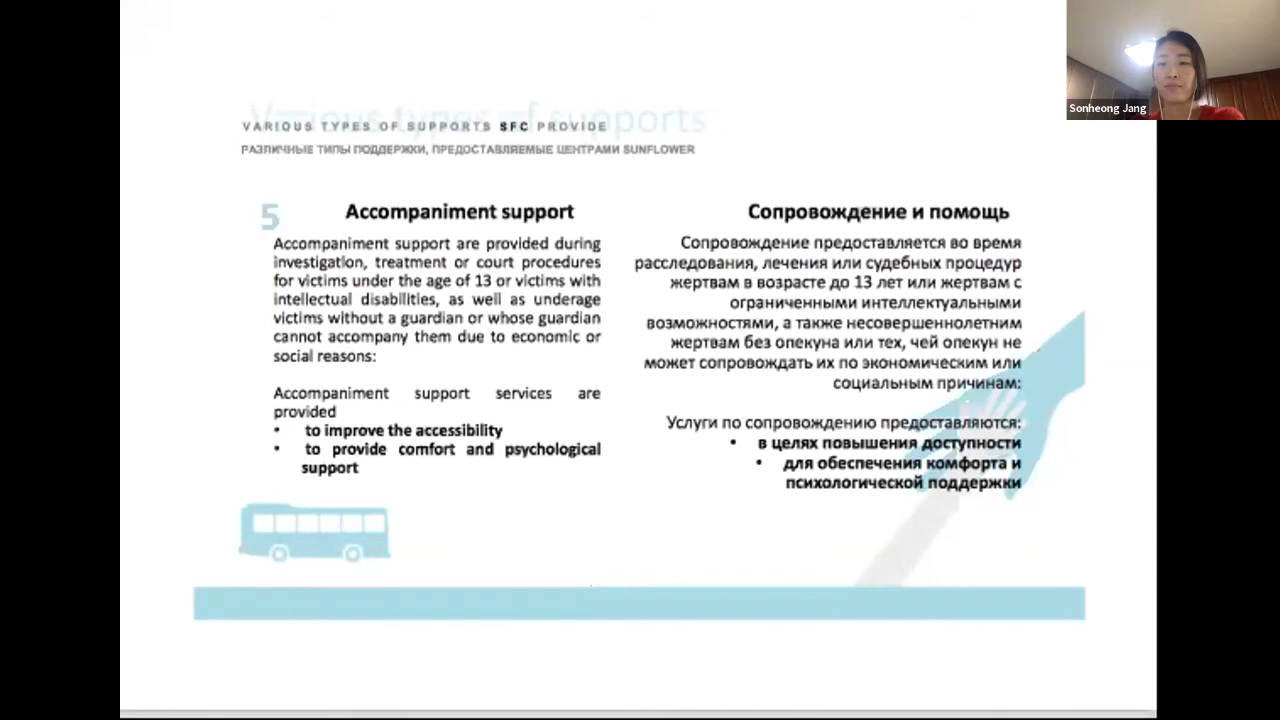 Various types of supports
VARIOUS TYPES OF SUPPORTS SFC PROVIDE
РАЗЛИЧНЫЕ ТИПЫ ПОДДЕРЖКИ, ПРЕДОСТАВЛЯЕМЫЕ ЦЕНТРАМИ SUNFLOWER
5
Accompaniment support
Accompaniment support are provided during
investigation, treatment or court procedures
for victims under the age of 13 or victims with
intellectual disabilities, as well as underage
victims without a guardian or whose guardian
cannot accompany them due to economic or
social reasons:
Accompaniment support services are
provided
• to improve the accessibility
• to provide comfort and psychological
support
Сопровождение и помощь
Сопровождение предоставляется во время
расследования, лечения или судебных процедур
жертвам в возрасте до 13 лет или жертвам с
ограниченными интеллектуальными
возможностями, а также несовершеннолетним
жертвам без опекуна или тех, чей опекун не
может сопровождать их по экономическим или
социальным причинам:
Услуги по сопровождению предоставляются:
• в целях повышения доступности
• для обеспечения комфорта и
психологической поддержки
Sonheong Jang